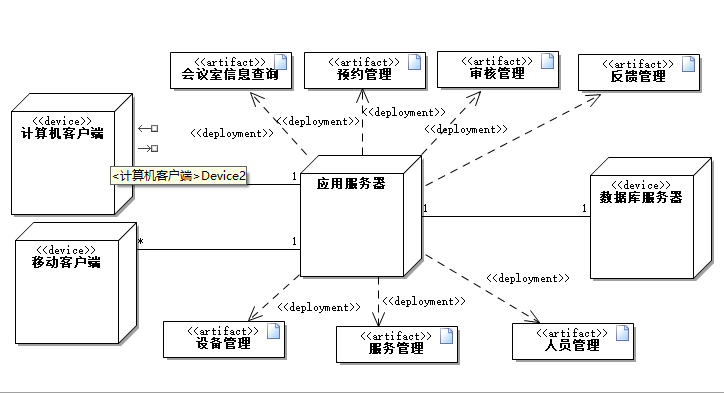 <<artifact>>
会议室信息查询
<<artifact>>
预约管理
<<artifact>>
审核管理
<<artifact>>
反馈管理
<<device>>
计算机客户端
<<deployment>>
<<deployment>>
<<deployment>>
<计算机客户端>Device2
1
应用服务器
1
1
数据库服务器
<<device>>
移动客户端
*
1
<<deployment>>
<<deployment>>
<<deployment>>
<<artifact>>
设备管理
<<artifact>>
服务管理
<<artifact>>
人员管理